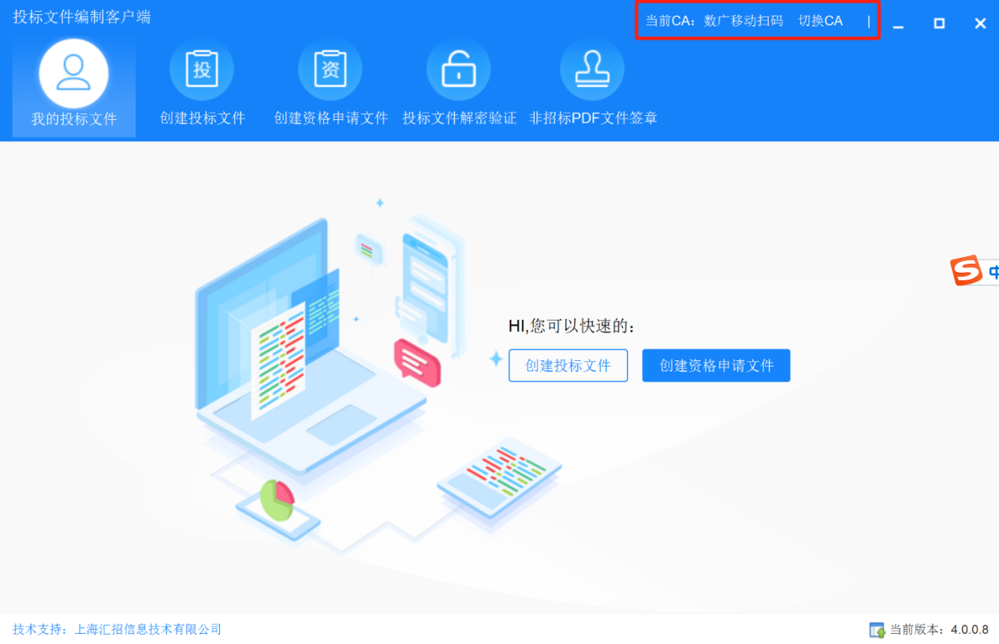 投标文件编制客户端
当前CA：数广移动扫码 切换CA |
投
资
我的投标文件 创建投标文件 创建资格申请文件 投标文件解密验证 非招标PDF文件签章
S 中
HI,您可以快速的：
创建投标文件 创建资格申请文件
技术支持：上海汇招信息技术有限公司 当前版本：4.0.0.8